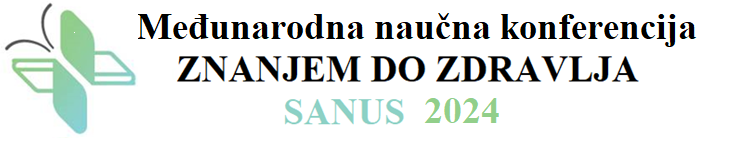 Međunarodna naučna konferencija
ZNANJEM DO ZDRAVLJA
SANUS 2024